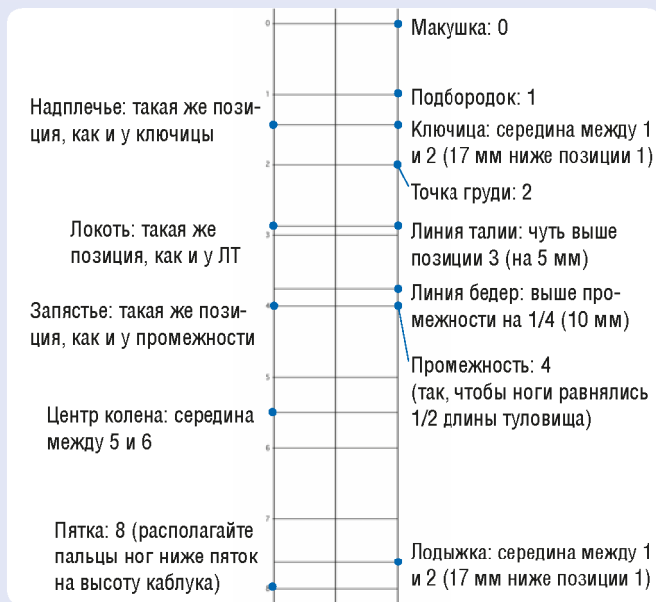 0
Макушка: 0
1
Подбородок: 1
Надплечье: такая же пози-
ция, как и у ключицы
Ключица: середина между 1
и 2 (17 мм ниже позиции 1)
2
Точка груди: 2
Локоть: такая же
позиция, как и у ЛТ
Линия талии: чуть выше
позиции 3 (на 5 мм)
3
Линия бедер: выше про-
межности на 1/4 (10 мм)
Запястье: такая же пози-
ция, как и у промежности
4
Промежность: 4
(так, чтобы ноги равнялись
1/2 длины туловища)
5
Центр колена: середина
между 5 и 6
6
7
Пятка: 8 (располагайте
пальцы ног ниже пяток
на высоту каблука)
Лодыжка: середина между 1
и 2 (17 мм ниже позиции 1)
8